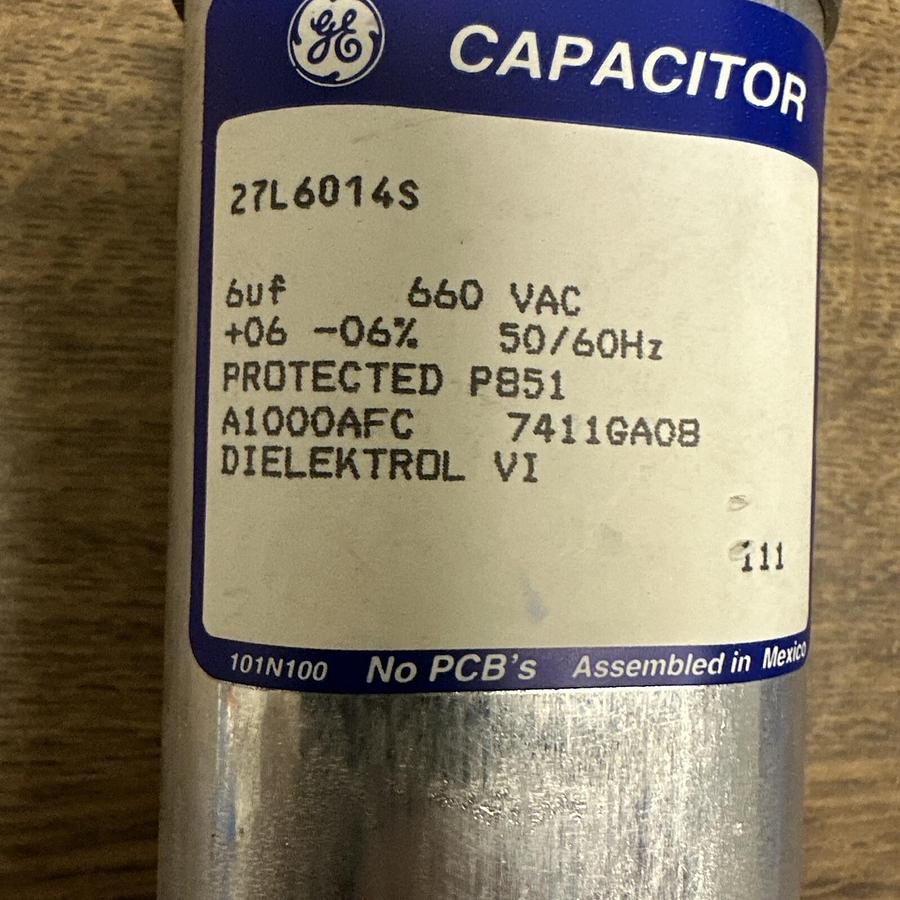 GE CAPACITOR
27L6014S
6uf 660 VAC
+06 -06% 50/60Hz
PROTECTED P851
A1000AFC 7411GA08
DIELEKTROL VI
111
101N100 No PCB's Assembled in Mexico